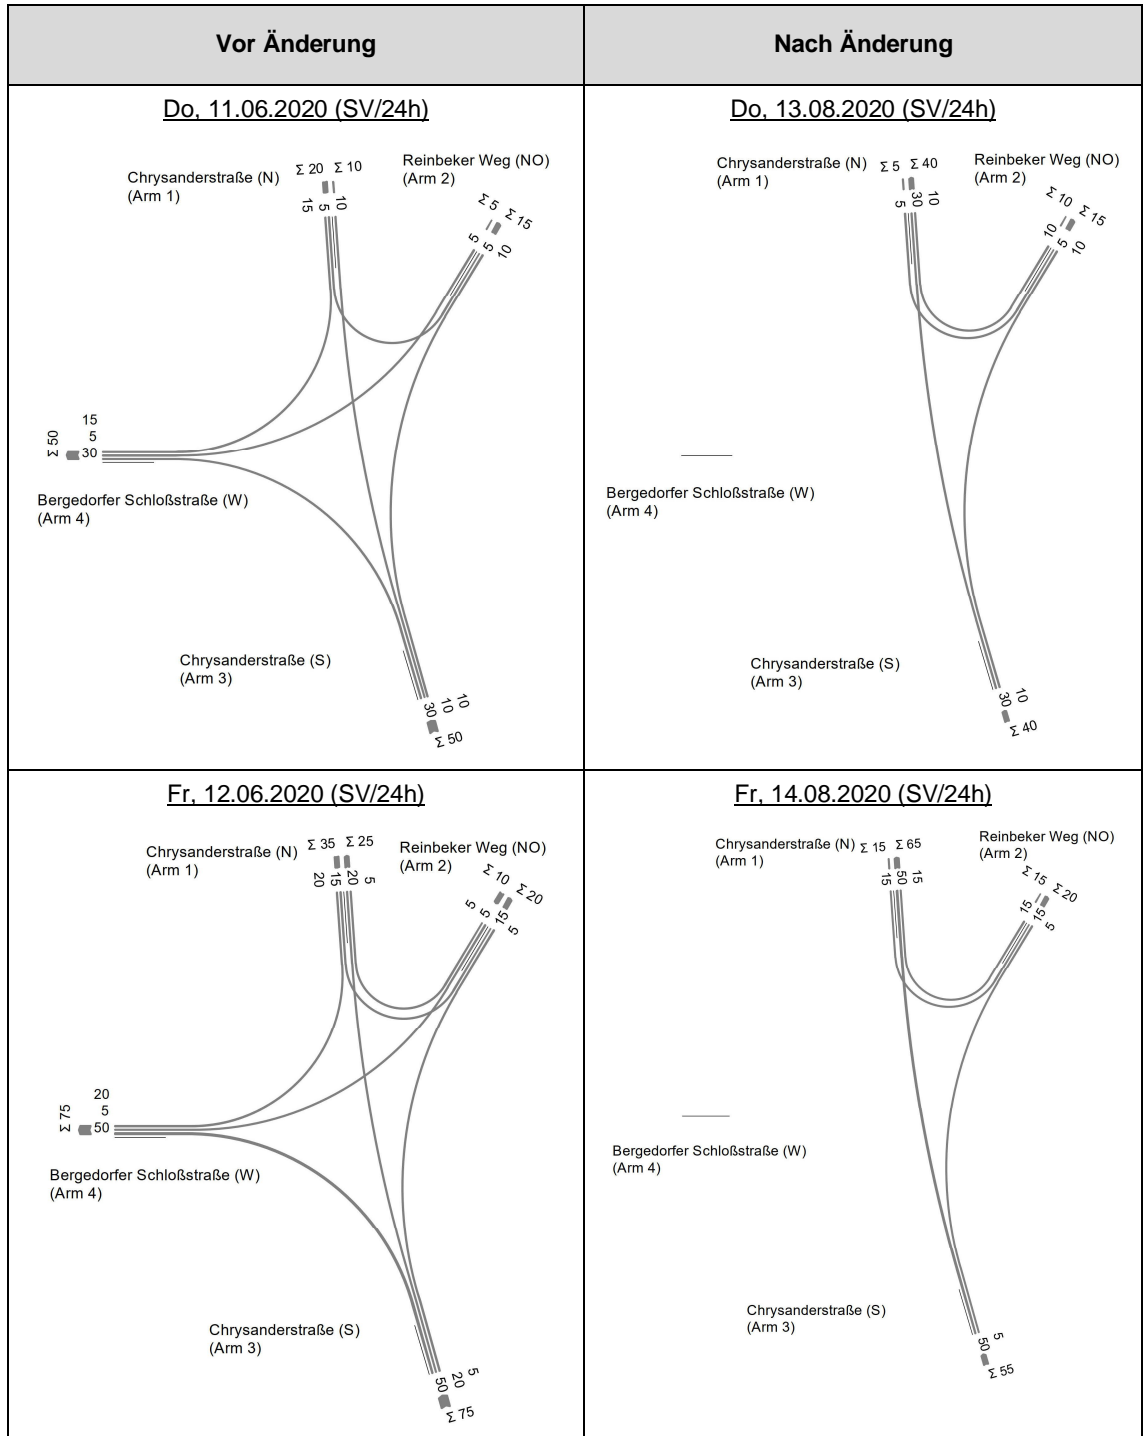 Vor Änderung
Nach Änderung
Do, 11.06.2020 (SV/24h)
Chrysanderstraße (N)
(Arm 1)
Σ 20 Σ 10
15 5 10
Reinbeker Weg (NO)
(Arm 2)
Σ 5 Σ 15
5 5 10
Σ 50
15
5
30
Bergedorfer Schloßstraße (W)
(Arm 4)
Chrysanderstraße (S)
(Arm 3)
30 10 10
Σ 50
Do, 13.08.2020 (SV/24h)
Chrysanderstraße (N)
(Arm 1)
Σ 5 Σ 40
5 30 10
Reinbeker Weg (NO)
(Arm 2)
Σ 10 Σ 15
10 5 10
Bergedorfer Schloßstraße (W)
(Arm 4)
Chrysanderstraße (S)
(Arm 3)
30 10
Σ 40
Fr, 12.06.2020 (SV/24h)
Chrysanderstraße (N)
(Arm 1)
Σ 35 Σ 25
20 15 20 5
Reinbeker Weg (NO)
(Arm 2)
Σ 10 Σ 20
5 5 15 5
Σ 75
20
5
50
Bergedorfer Schloßstraße (W)
(Arm 4)
Chrysanderstraße (S)
(Arm 3)
50 20 5
Σ 75
Fr, 14.08.2020 (SV/24h)
Chrysanderstraße (N)
(Arm 1)
Σ 15 Σ 65
15 50 15
Reinbeker Weg (NO)
(Arm 2)
Σ 15 Σ 20
15 15 5
Bergedorfer Schloßstraße (W)
(Arm 4)
Chrysanderstraße (S)
(Arm 3)
50 5
Σ 55